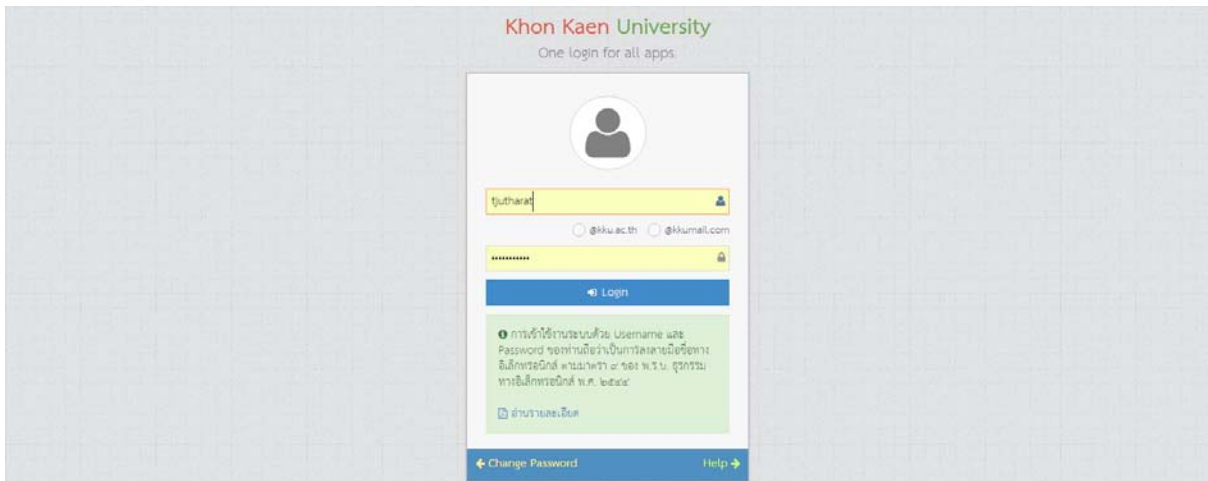 Khon Kaen University
One login for all apps.
tjutharat
@kku.ac.th @kkumail.com
Login
การเข้าใช้งานระบบด้วย Username และ
Password ของท่านถือว่าเป็นการลงลายมือชื่อทาง
อิเล็กทรอนิกส์ ตามมาตรา ๙ ของ พ.ร.บ. ธุรกรรม
ทางอิเล็กทรอนิกส์ พ.ศ. ๒๕๔๔
อ่านรายละเอียด
Change Password Help